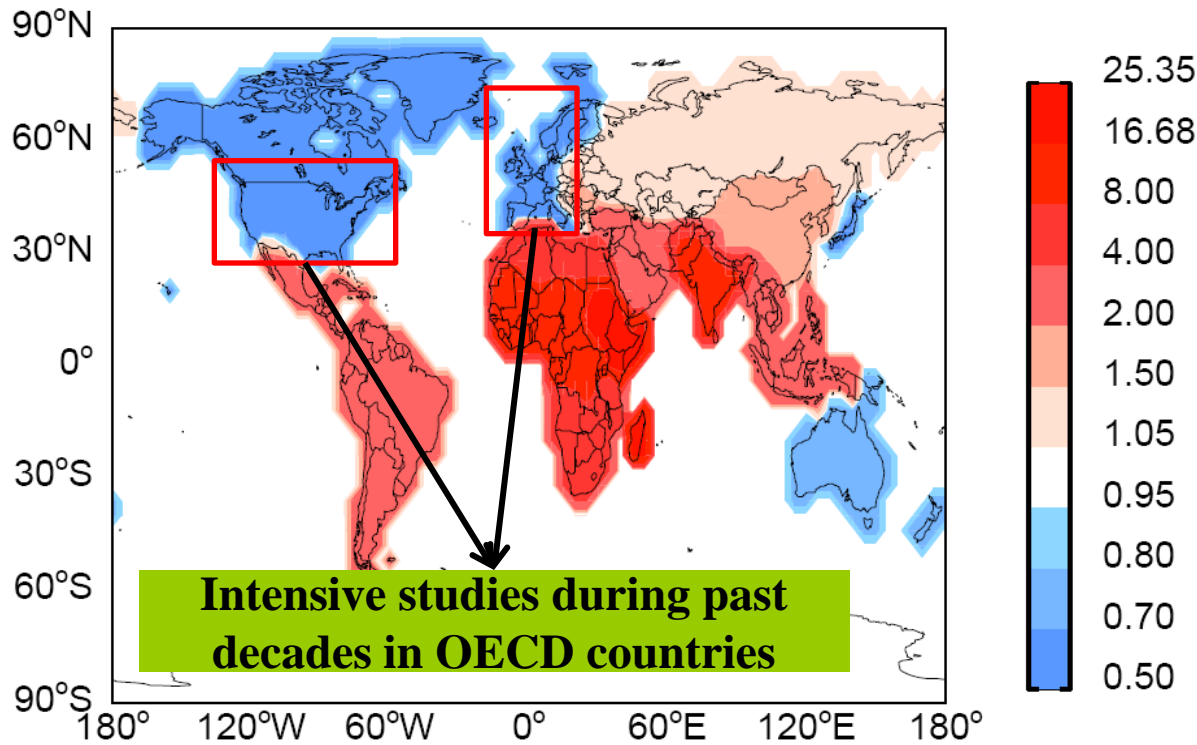 90°N
60°N
30°N
0°
30°S
60°S
90°S
180° 120°W 60°W 0° 60°E 120°E 180°
25.35
16.68
8.00
4.00
2.00
1.50
1.05
0.95
0.80
0.70
0.50
Intensive studies during past
decades in OECD countries